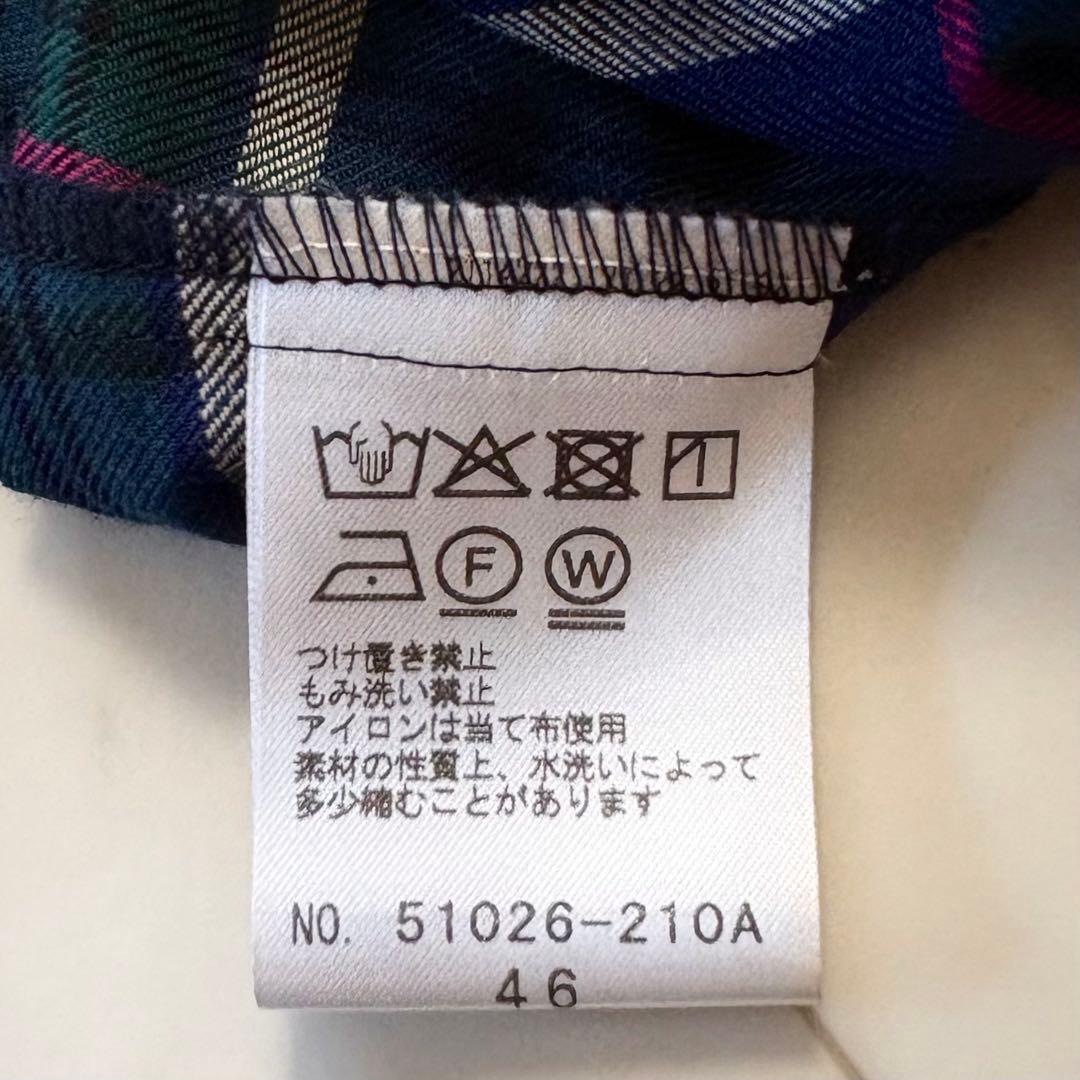 F W
つけ置き禁止
もみ洗い禁止
アイロンは当て布使用
素材の性質上、水洗いによって
多少縮むことがあります
NO. 51026-210A
46